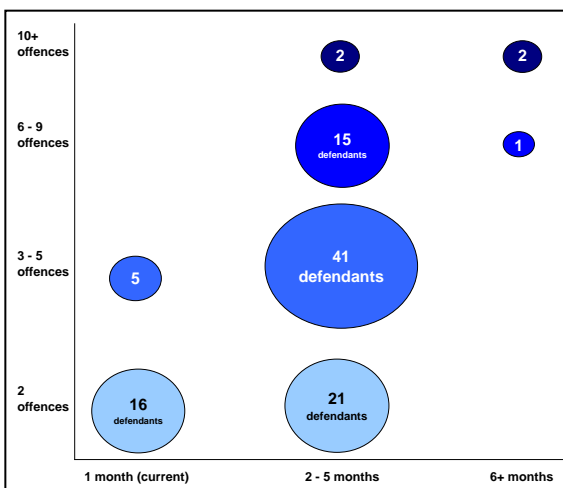 10+
offences
2
2
6 - 9
offences
15
defendants
1
3 - 5
offences
5
41
defendants
2
offences
16
defendants
21
defendants
1 month (current)
2 - 5 months
6+ months